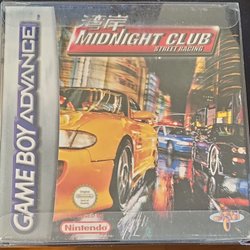 GAME BOY ADVANCE
湾岸
MIDNIGHT CLUB
STREET RACING
Nintendo